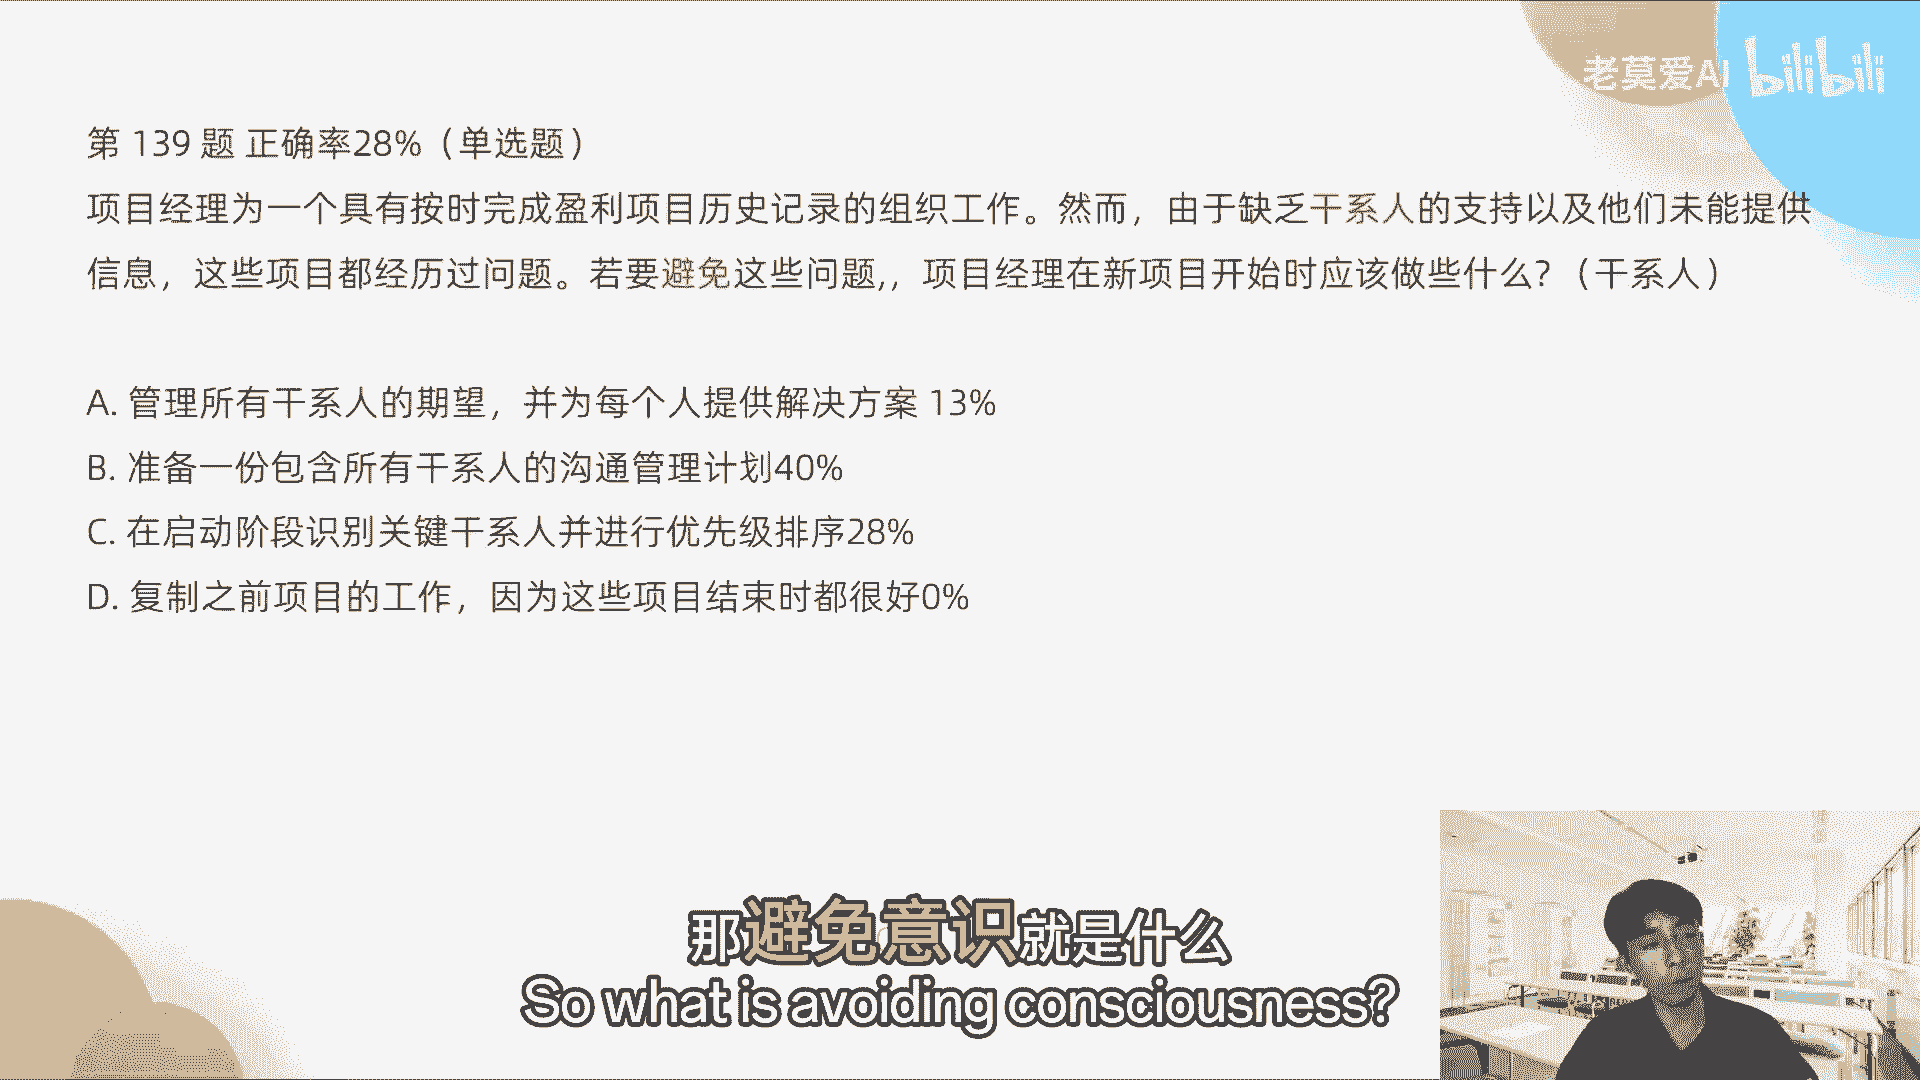 老莫爱AI bilibili
第 139 题 正确率28%（单选题）
项目经理为一个具有按时完成盈利项目历史记录的组织工作。然而，由于缺乏干系人的支持以及他们未能提供
信息，这些项目都经历过问题。若要避免这些问题,，项目经理在新项目开始时应该做些什么?（干系人）
A. 管理所有干系人的期望，并为每个人提供解决方案 13%
B. 准备一份包含所有干系人的沟通管理计划40%
C. 在启动阶段识别关键干系人并进行优先级排序28%
D. 复制之前项目的工作，因为这些项目结束时都很好0%
那避免意识就是什么
So what is avoiding consciousness?